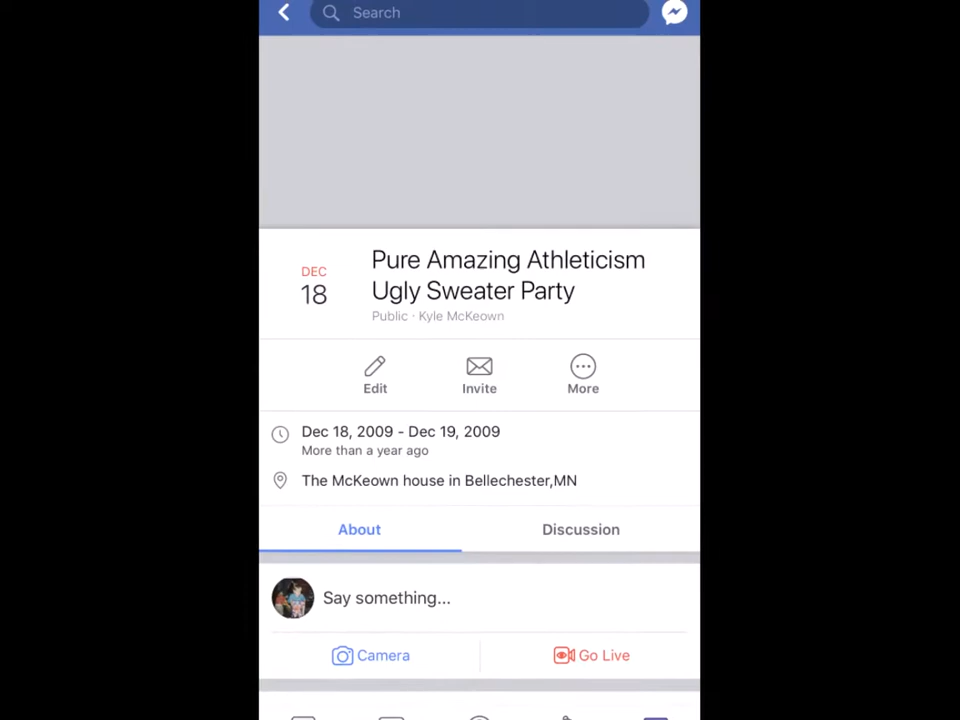 Search
DEC
18
Pure Amazing Athleticism
Ugly Sweater Party
Public · Kyle McKeown
Edit
Invite
More
Dec 18, 2009 - Dec 19, 2009
More than a year ago
The McKeown house in Bellechester,MN
About
Discussion
Say something...
Camera
Go Live